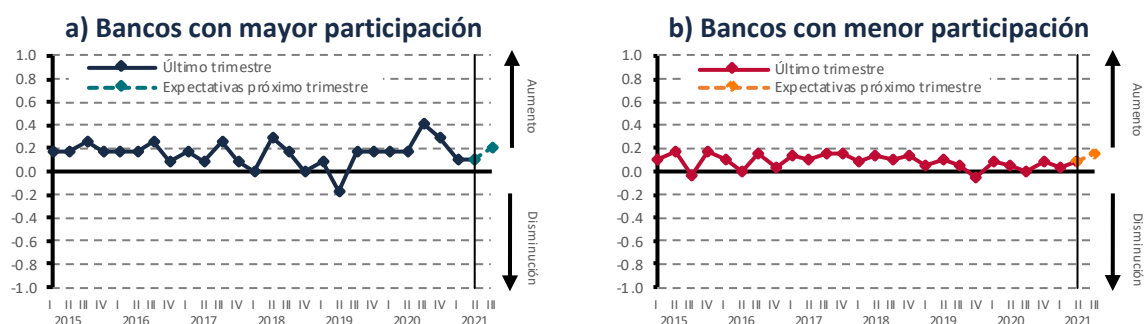 a) Bancos con mayor participación
1.0
0.8
0.6
0.4
0.2
0.0
-0.2
-0.4
-0.6
-0.8
-1.0
Último trimestre
Expectativas próximo trimestre
Aumento
Disminución
I II III IV I II III IV I II III IV I II III IV I II III IV I II III IV I II III
2015 2016 2017 2018 2019 2020 2021
b) Bancos con menor participación
1.0
0.8
0.6
0.4
0.2
0.0
-0.2
-0.4
-0.6
-0.8
-1.0
Último trimestre
Expectativas próximo trimestre
Aumento
Disminución
I II III IV I II III IV I II III IV I II III IV I II III IV I II III IV I II III
2015 2016 2017 2018 2019 2020 2021